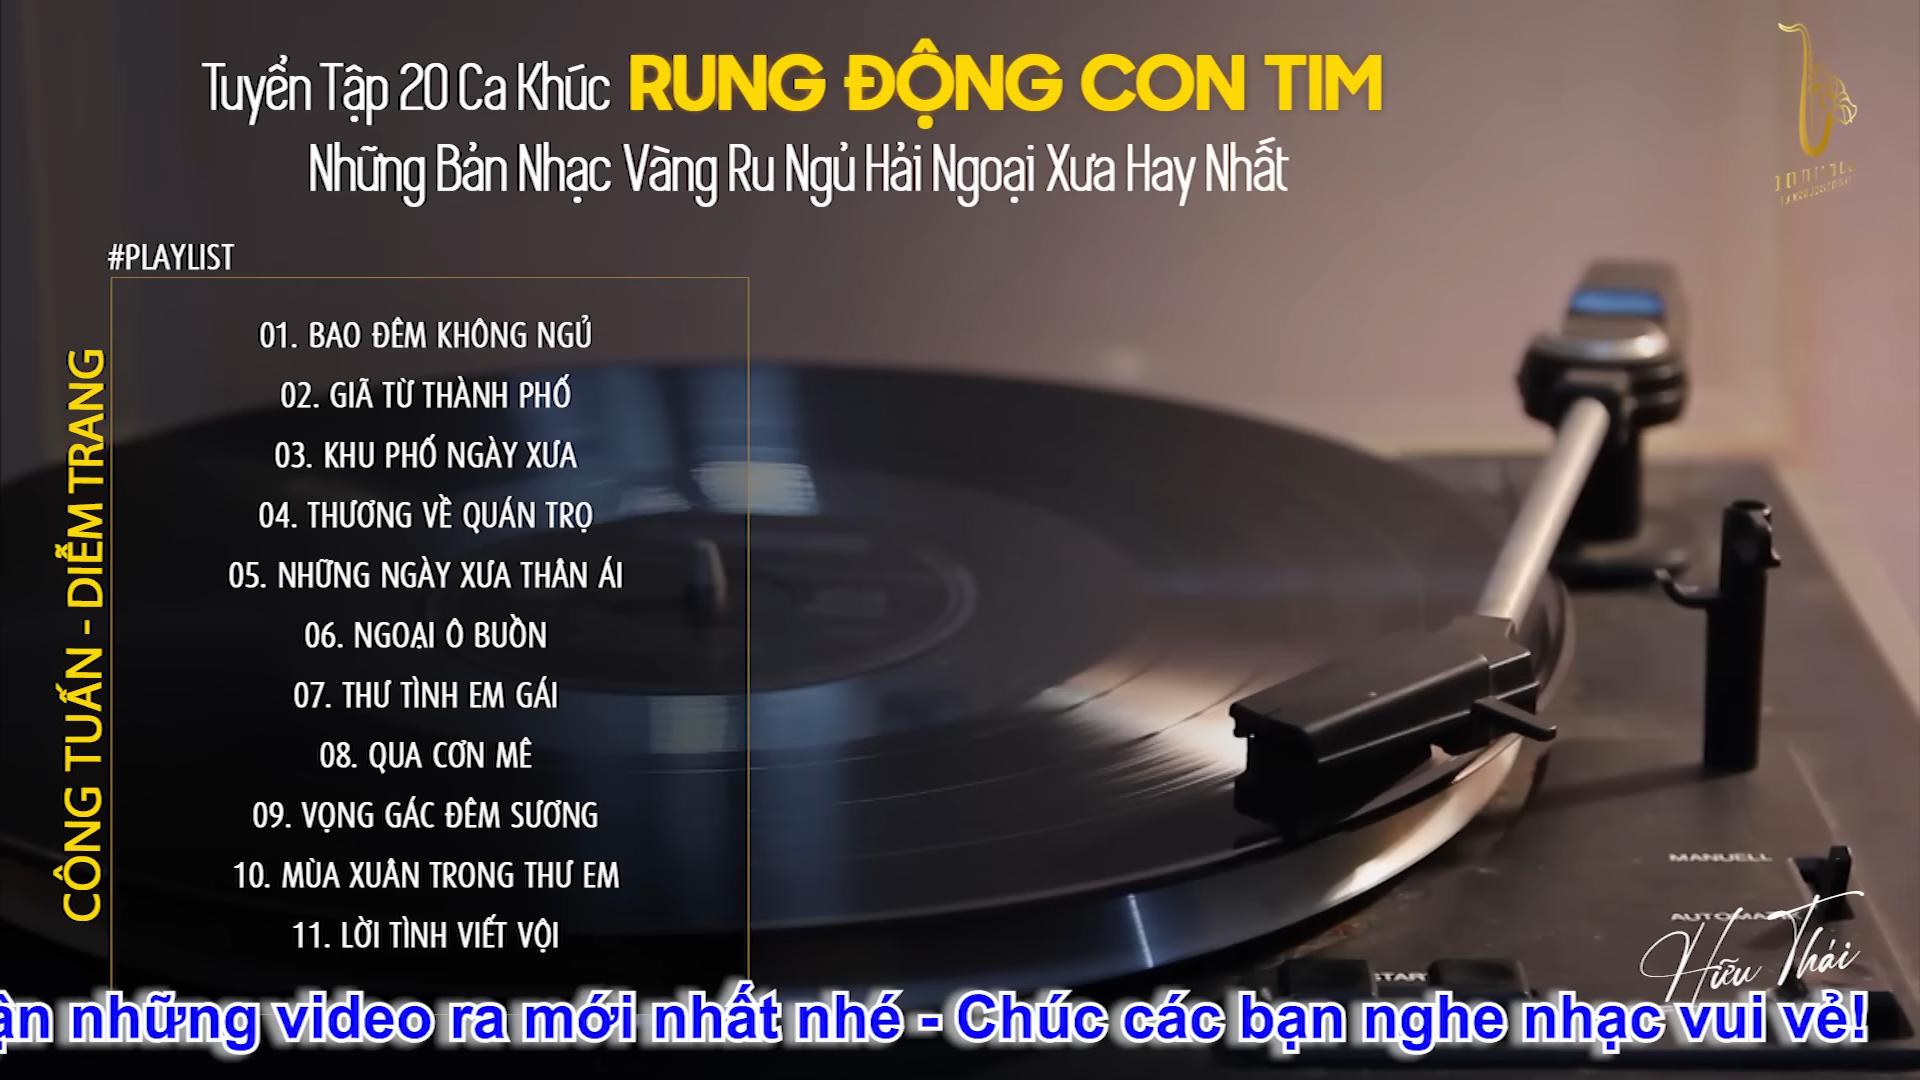 Tuyển Tập 20 Ca Khúc RUNG ĐỘNG CON TIM
Những Bản Nhạc Vàng Ru Ngủ Hải Ngoại Xưa Hay Nhất
#PLAYLIST
CÔNG TUẤN - DIỄM TRANG
01. BAO ĐÊM KHÔNG NGỦ
02. GIÃ TỪ THÀNH PHỐ
03. KHU PHỐ NGÀY XƯA
04. THƯƠNG VỀ QUÁN TRỌ
05. NHỮNG NGÀY XƯA THÂN ÁI
06. NGOẠI Ô BUỒN
07. THƯ TÌNH EM GÁI
08. QUA CƠN MÊ
09. VỌNG GÁC ĐÊM SƯƠNG
10. MÙA XUÂN TRONG THƯ EM
11. LỜI TÌNH VIẾT VỘI
MANUELL
AUTOMATIK
Hữu Thái
START
những video ra mới nhất nhé - Chúc các bạn nghe nhạc vui vẻ!